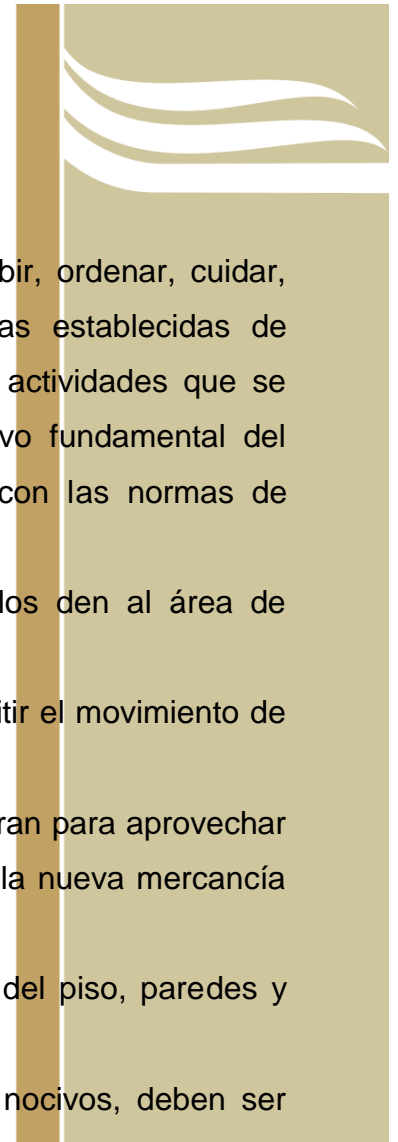 bir, ordenar, cuidar,
as establecidas de
actividades que se
vo fundamental del
con las normas de
los den al área de
itir el movimiento de
ran para aprovechar
la nueva mercancía
del piso, paredes y
nocivos, deben ser